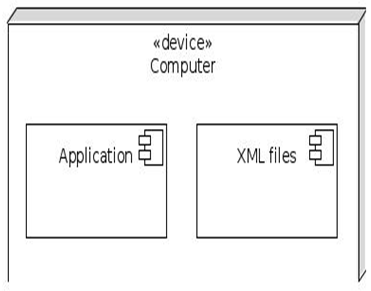 «device»
Computer
Application
XML files